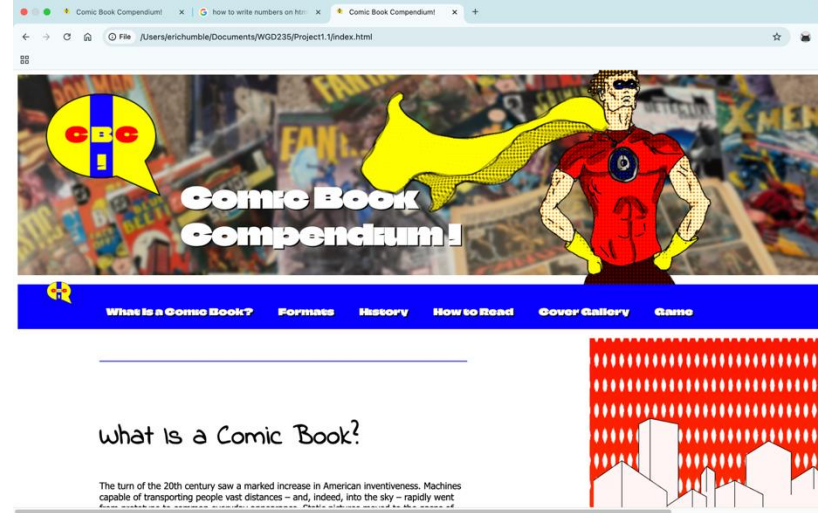 Comic Book Compendium!
how to write numbers on htm
Comic Book Compendium!
File /Users/erichumble/Documents/WGD235/Project1.1/index.html
CBC
!
FANT
X-MEN
Comic Book
Compendium!
What Is a Comic Book?
Formats
History
How to Read
Cover Gallery
Game
What Is a Comic Book?
The turn of the 20th century saw a marked increase in American inventiveness. Machines
capable of transporting people vast distances – and, indeed, into the sky – rapidly went